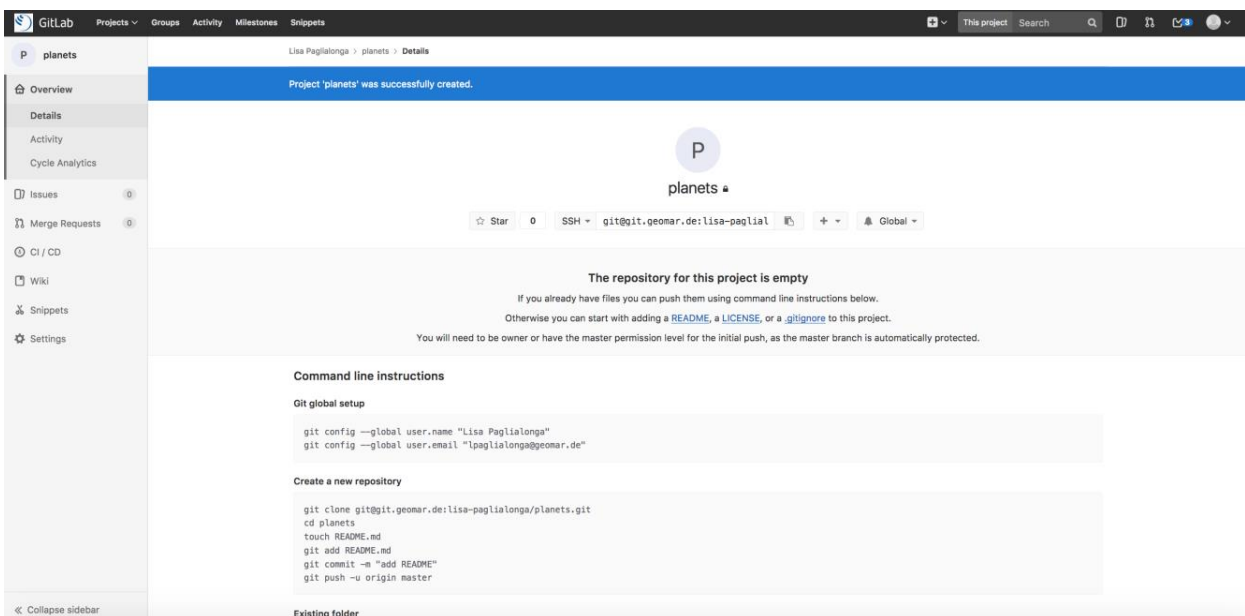 GitLab Projects Groups Activity Milestones Snippets This project Search 3
P planets
Lisa Paglialonga > planets > Details
Project 'planets' was successfully created.
Overview
Details
Activity
Cycle Analytics
Issues 0
Merge Requests 0
CI / CD
Wiki
Snippets
Settings
P
planets
Star 0 SSH git@git.geomar.de:lisa-paglial + Global
The repository for this project is empty
If you already have files you can push them using command line instructions below.
Otherwise you can start with adding a README, a LICENSE, or a .gitignore to this project.
You will need to be owner or have the master permission level for the initial push, as the master branch is automatically protected.
Command line instructions
Git global setup
git config --global user.name "Lisa Paglialonga"
git config --global user.email "lpaglialonga@geomar.de"
Create a new repository
git clone git@git.geomar.de:lisa-paglialonga/planets.git
cd planets
touch README.md
git add README.md
git commit -m "add README"
git push -u origin master
Existing folder
« Collapse sidebar